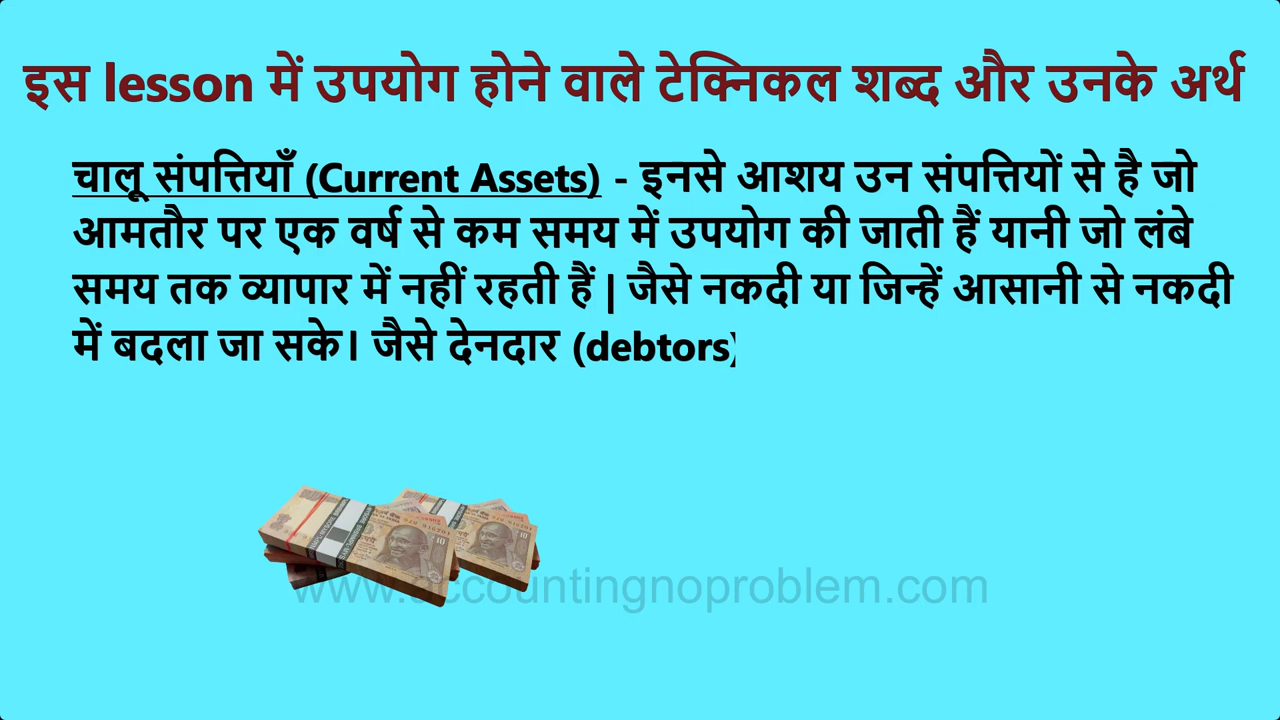 इस lesson में उपयोग होने वाले टेक्निकल शब्द और उनके अर्थ
चालू संपत्तियाँ (Current Assets) - इनसे आशय उन संपत्तियों से है जो
आमतौर पर एक वर्ष से कम समय में उपयोग की जाती हैं यानी जो लंबे
समय तक व्यापार में नहीं रहती हैं | जैसे नकदी या जिन्हें आसानी से नकदी
में बदला जा सके। जैसे देनदार (debtors)
www.accountingnoproblem.com